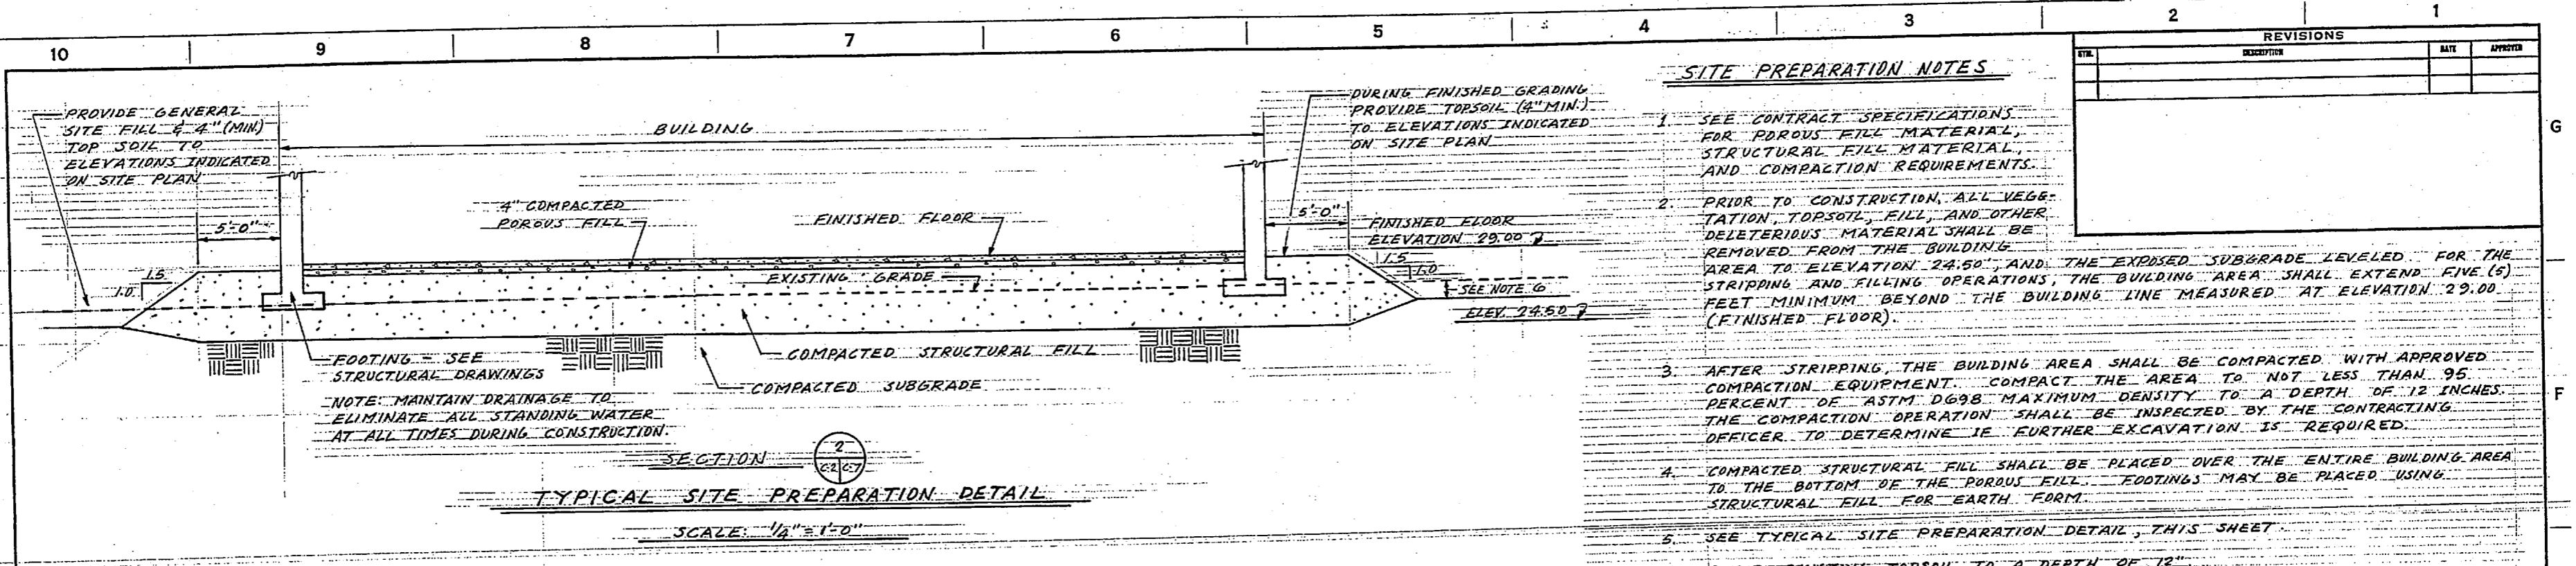 10 9 8 7 6 5 4 3 2 1
REVISIONS
SYM. DESCRIPTION DATE APPROVED
G
F
PROVIDE GENERAL
SITE FILL & 4" (MIN.)
TOP SOIL TO
ELEVATIONS INDICATED
ON SITE PLAN
BUILDING
DURING FINISHED GRADING
PROVIDE TOPSOIL (4" MIN.)
TO ELEVATIONS INDICATED
ON SITE PLAN
5'-0"
4" COMPACTED
POROUS FILL
FINISHED FLOOR
5'-0"
FINISHED FLOOR
ELEVATION 29.00
1.5
1.0
EXISTING GRADE
1.5
1.0
SEE NOTE 6
ELEV. 24.50
FOOTING - SEE
STRUCTURAL DRAWINGS
COMPACTED STRUCTURAL FILL
COMPACTED SUBGRADE
NOTE: MAINTAIN DRAINAGE TO
ELIMINATE ALL STANDING WATER
AT ALL TIMES DURING CONSTRUCTION.
SECTION 2
C-2 C-7
TYPICAL SITE PREPARATION DETAIL
SCALE: 1/4" = 1'-0"
SITE PREPARATION NOTES
1. SEE CONTRACT SPECIFICATIONS
FOR POROUS FILL MATERIAL,
STRUCTURAL FILL MATERIAL,
AND COMPACTION REQUIREMENTS.
2. PRIOR TO CONSTRUCTION, ALL VEGE-
TATION, TOPSOIL, FILL, AND OTHER
DELETERIOUS MATERIAL SHALL BE
REMOVED FROM THE BUILDING
AREA TO ELEVATION 24.50', AND THE EXPOSED SUBGRADE LEVELED FOR THE
STRIPPING AND FILLING OPERATIONS, THE BUILDING AREA SHALL EXTEND FIVE (5)
FEET MINIMUM BEYOND THE BUILDING LINE MEASURED AT ELEVATION 29.00
(FINISHED FLOOR).
3. AFTER STRIPPING, THE BUILDING AREA SHALL BE COMPACTED WITH APPROVED
COMPACTION EQUIPMENT. COMPACT THE AREA TO NOT LESS THAN 95
PERCENT OF ASTM D698 MAXIMUM DENSITY TO A DEPTH OF 12 INCHES.
THE COMPACTION OPERATION SHALL BE INSPECTED BY THE CONTRACTING
OFFICER TO DETERMINE IF FURTHER EXCAVATION IS REQUIRED.
4. COMPACTED STRUCTURAL FILL SHALL BE PLACED OVER THE ENTIRE BUILDING AREA
TO THE BOTTOM OF THE POROUS FILL. FOOTINGS MAY BE PLACED USING
STRUCTURAL FILL FOR EARTH FORM.
5. SEE TYPICAL SITE PREPARATION DETAIL, THIS SHEET.
TOPSOIL TO A DEPTH OF 12"